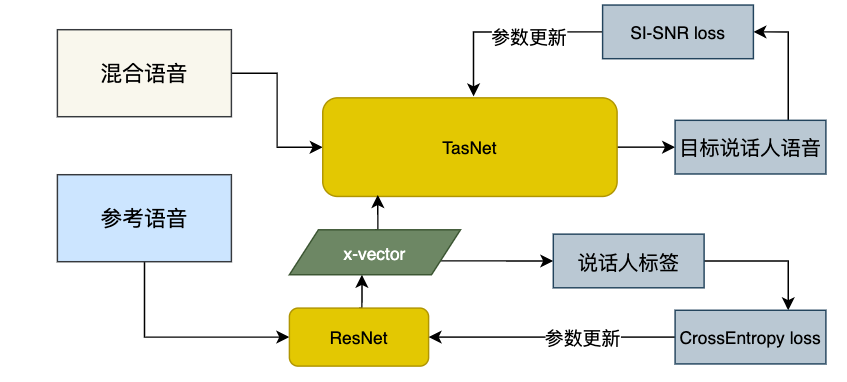 参数更新
SI-SNR loss
混合语音
TasNet
目标说话人语音
参考语音
x-vector
说话人标签
ResNet
参数更新
CrossEntropy loss